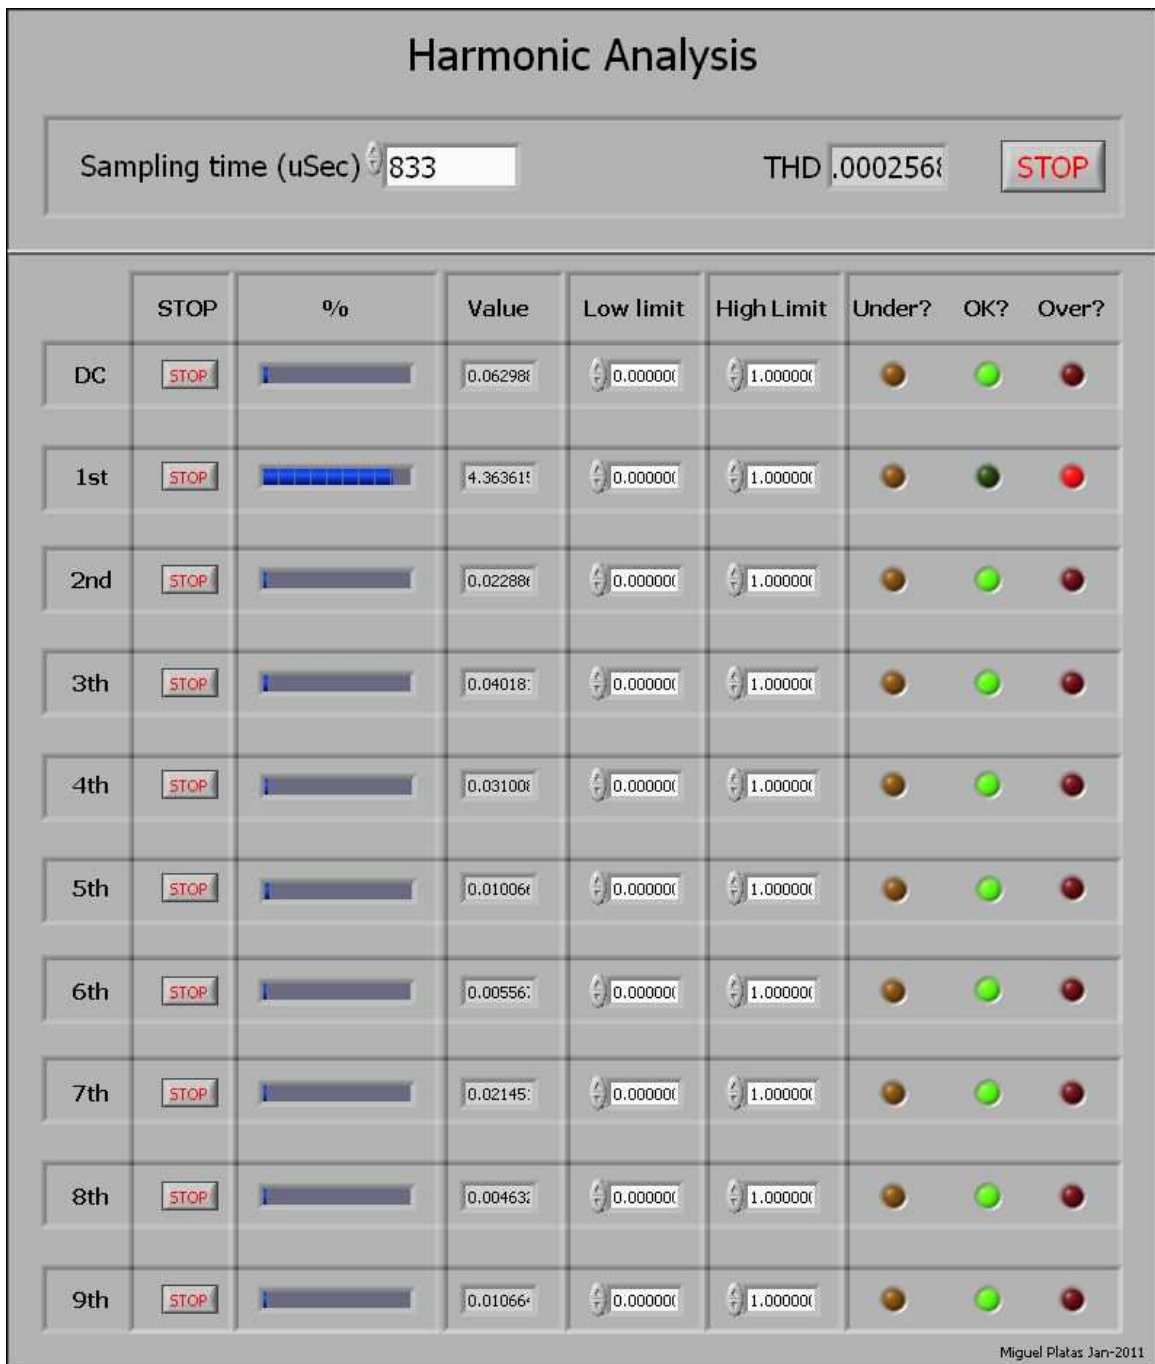 Harmonic Analysis
Sampling time (uSec) 833 THD .000256 STOP
STOP % Value Low limit High Limit Under? OK? Over?
DC STOP 0.06298 0.00000 1.00000
1st STOP 4.36361 0.00000 1.00000
2nd STOP 0.02288 0.00000 1.00000
3th STOP 0.04018 0.00000 1.00000
4th STOP 0.03100 0.00000 1.00000
5th STOP 0.01006 0.00000 1.00000
6th STOP 0.00556 0.00000 1.00000
7th STOP 0.02145 0.00000 1.00000
8th STOP 0.00463 0.00000 1.00000
9th STOP 0.01066 0.00000 1.00000
Miguel Platas Jan-2011